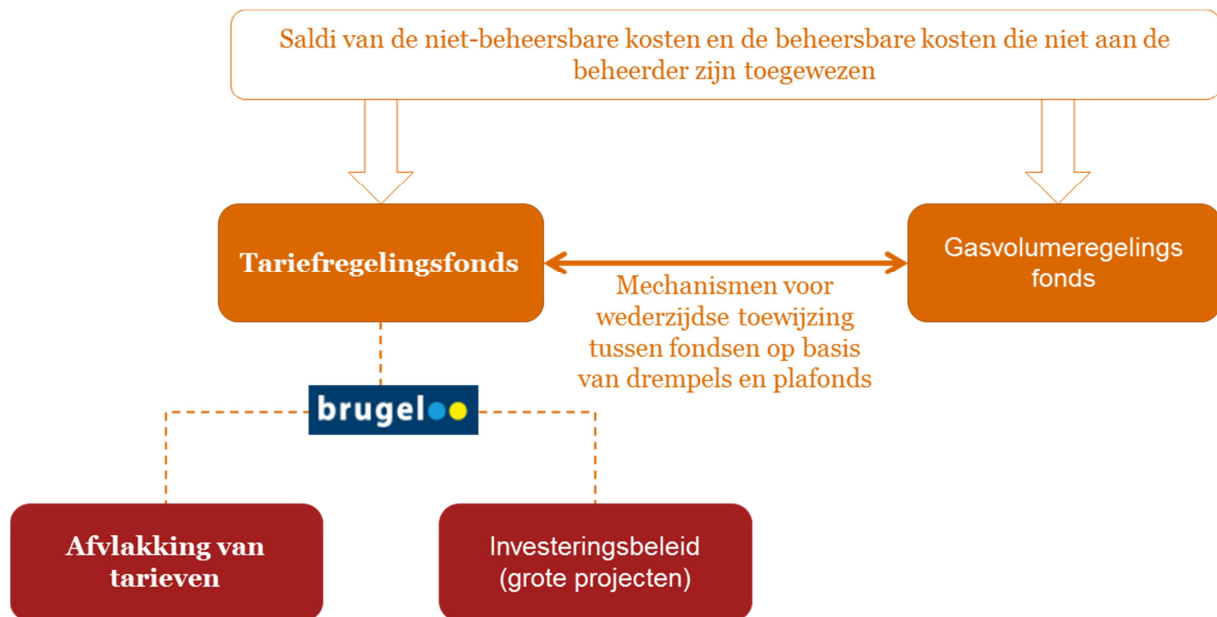 Saldi van de niet-beheersbare kosten en de beheersbare kosten die niet aan de
beheerder zijn toegewezen
Tariefregelingsfonds
Gasvolumeregelings
fonds
Mechanismen voor
wederzijdse toewijzing
tussen fondsen op basis
van drempels en plafonds
brugel
Afvlakking van
tarieven
Investeringsbeleid
(grote projecten)